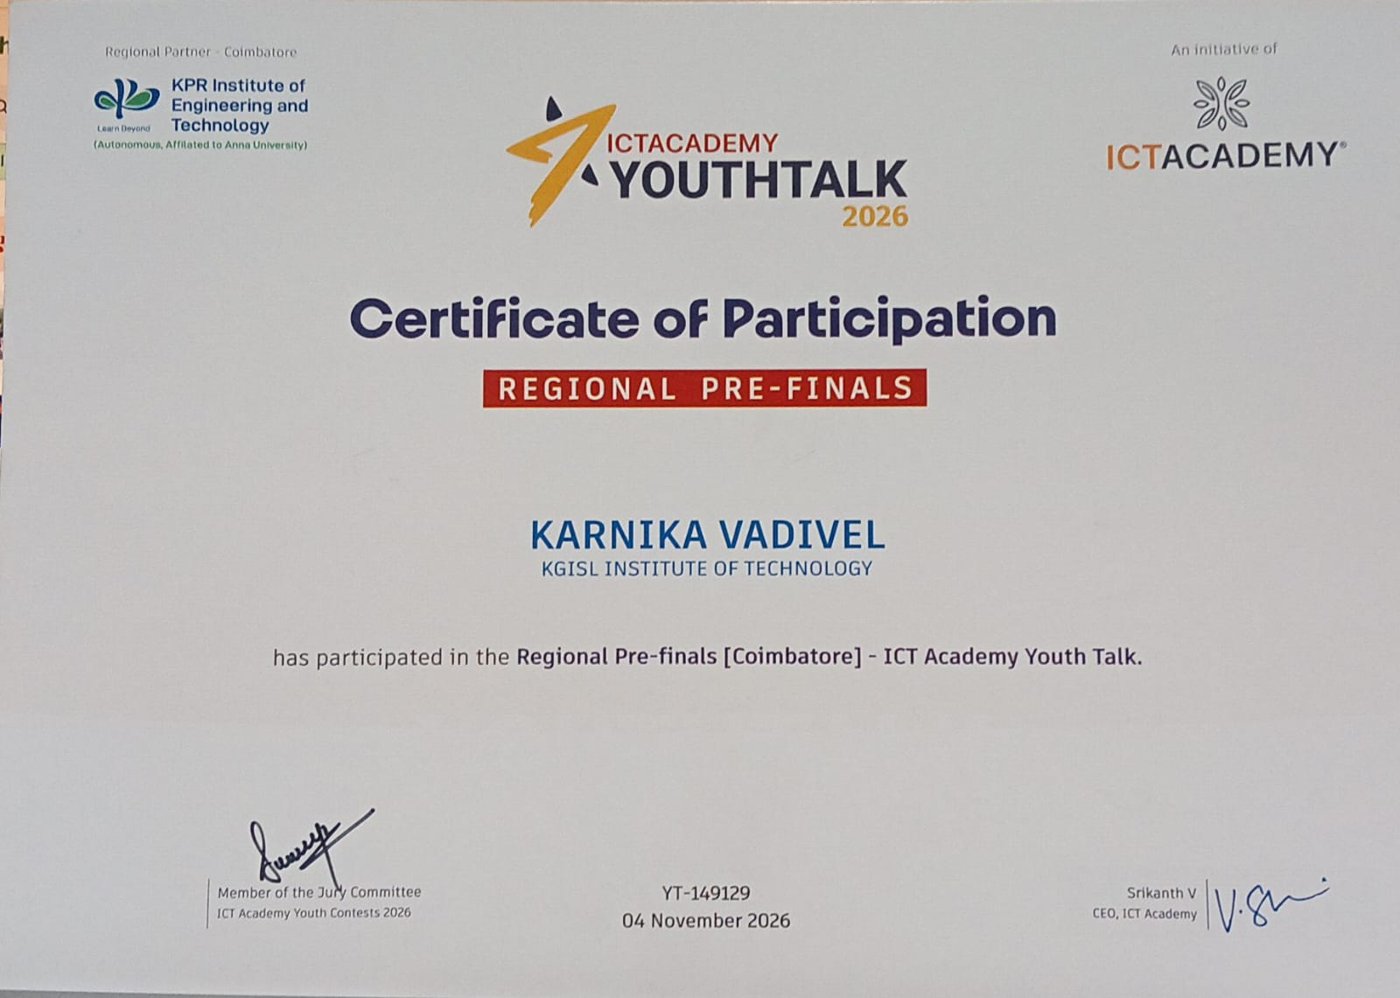 Regional Partner - Coimbatore
KPR Institute of
Engineering and
Technology
Learn Beyond
(Autonomous, Affilated to Anna University)
ICTACADEMY
YOUTHTALK
2026
An initiative of
ICTACADEMY®
Certificate of Participation
REGIONAL PRE-FINALS
KARNIKA VADIVEL
KGISL INSTITUTE OF TECHNOLOGY
has participated in the Regional Pre-finals [Coimbatore] - ICT Academy Youth Talk.
Member of the Jury Committee
ICT Academy Youth Contests 2026
YT-149129
04 November 2026
Srikanth V
CEO, ICT Academy